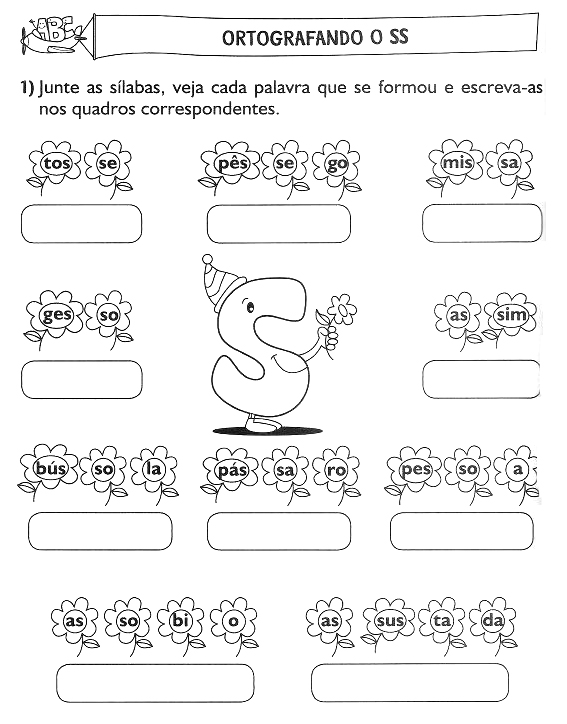 ABC
ORTOGRAFANDO O SS
1) Junte as sílabas, veja cada palavra que se formou e escreva-as
nos quadros correspondentes.
tos se pês se go mis sa
ges so as sim
bús so la pás sa ro pes so a
as so bi o as sus ta da